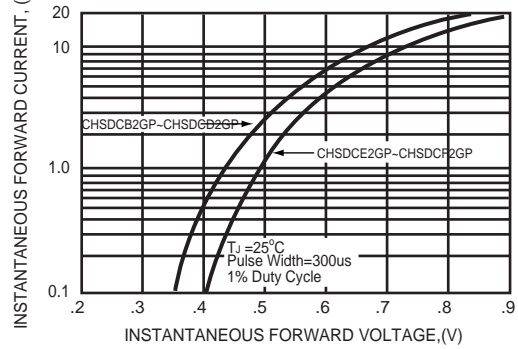 INSTANTANEOUS FORWARD CURRENT, (
20
10
1.0
0.1
CHSDCB2GP~CHSDCD2GP
CHSDCE2GP~CHSDCF2GP
TJ =25°C
Pulse Width=300us
1% Duty Cycle
.2 .3 .4 .5 .6 .7 .8 .9
INSTANTANEOUS FORWARD VOLTAGE,(V)